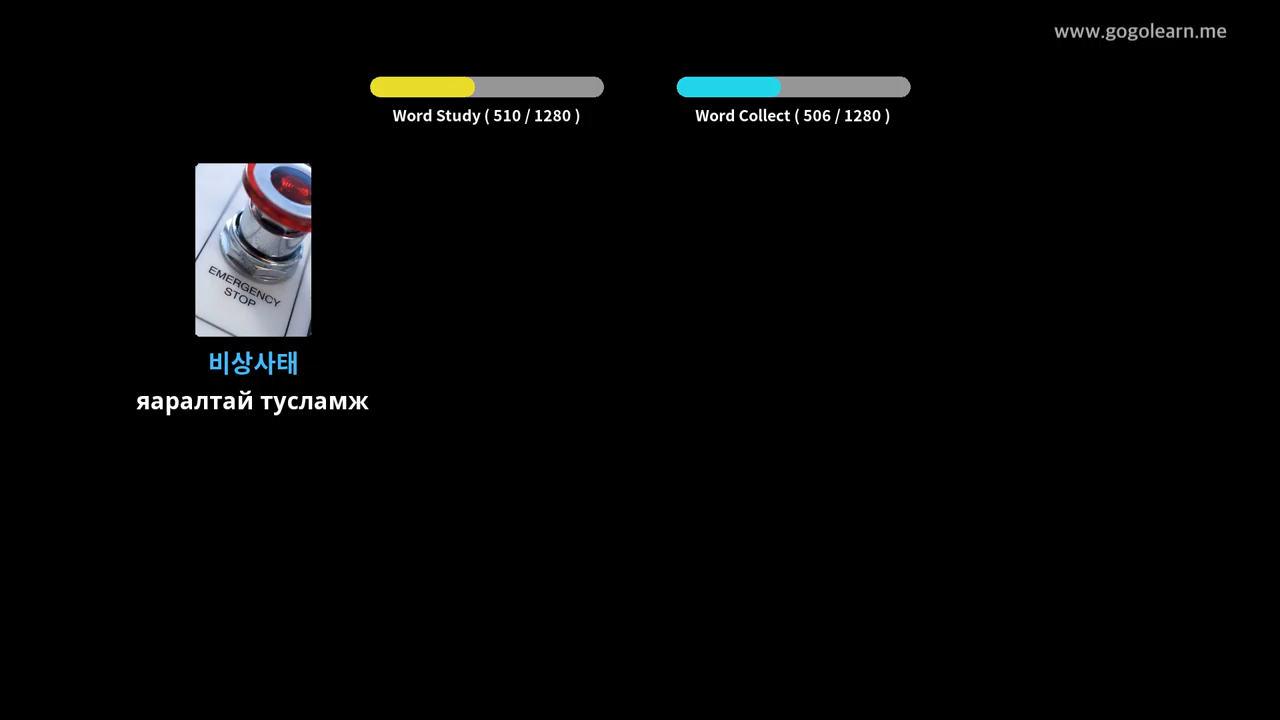 www.gogolearn.me
Word Study ( 510 / 1280 )
Word Collect ( 506 / 1280 )
EMERGENCY
STOP
비상사태
яаралтай тусламж